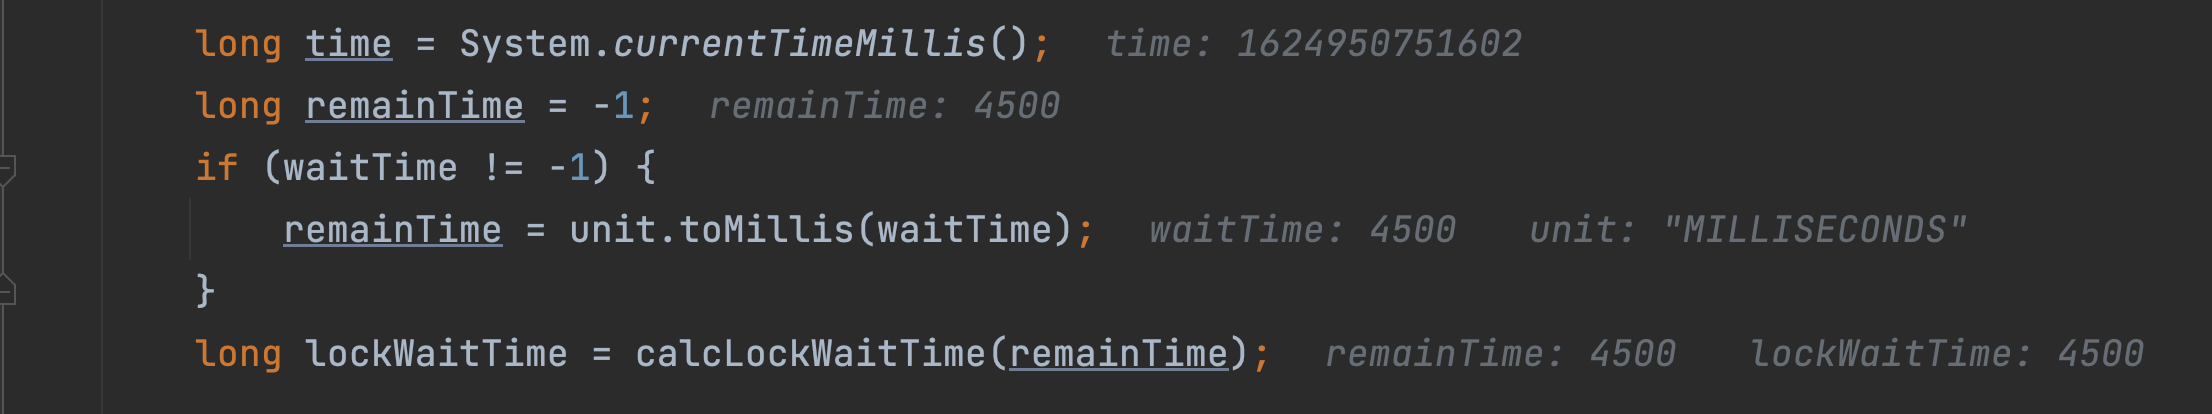 long time = System.currentTimeMillis(); time: 1624950751602
long remainTime = -1; remainTime: 4500
if (waitTime != -1) {
remainTime = unit.toMillis(waitTime); waitTime: 4500 unit: "MILLISECONDS"
}
long lockWaitTime = calcLockWaitTime(remainTime); remainTime: 4500 lockWaitTime: 4500